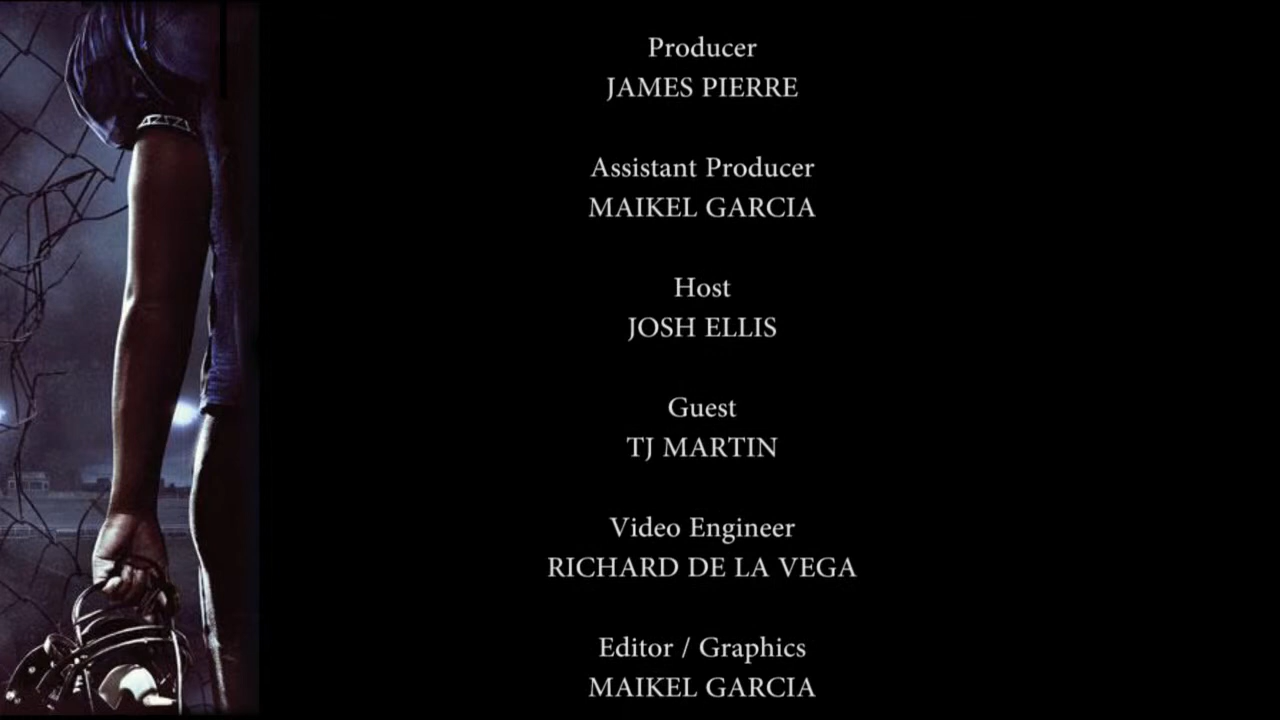 Producer
JAMES PIERRE
Assistant Producer
MAIKEL GARCIA
Host
JOSH ELLIS
Guest
TJ MARTIN
Video Engineer
RICHARD DE LA VEGA
Editor / Graphics
MAIKEL GARCIA